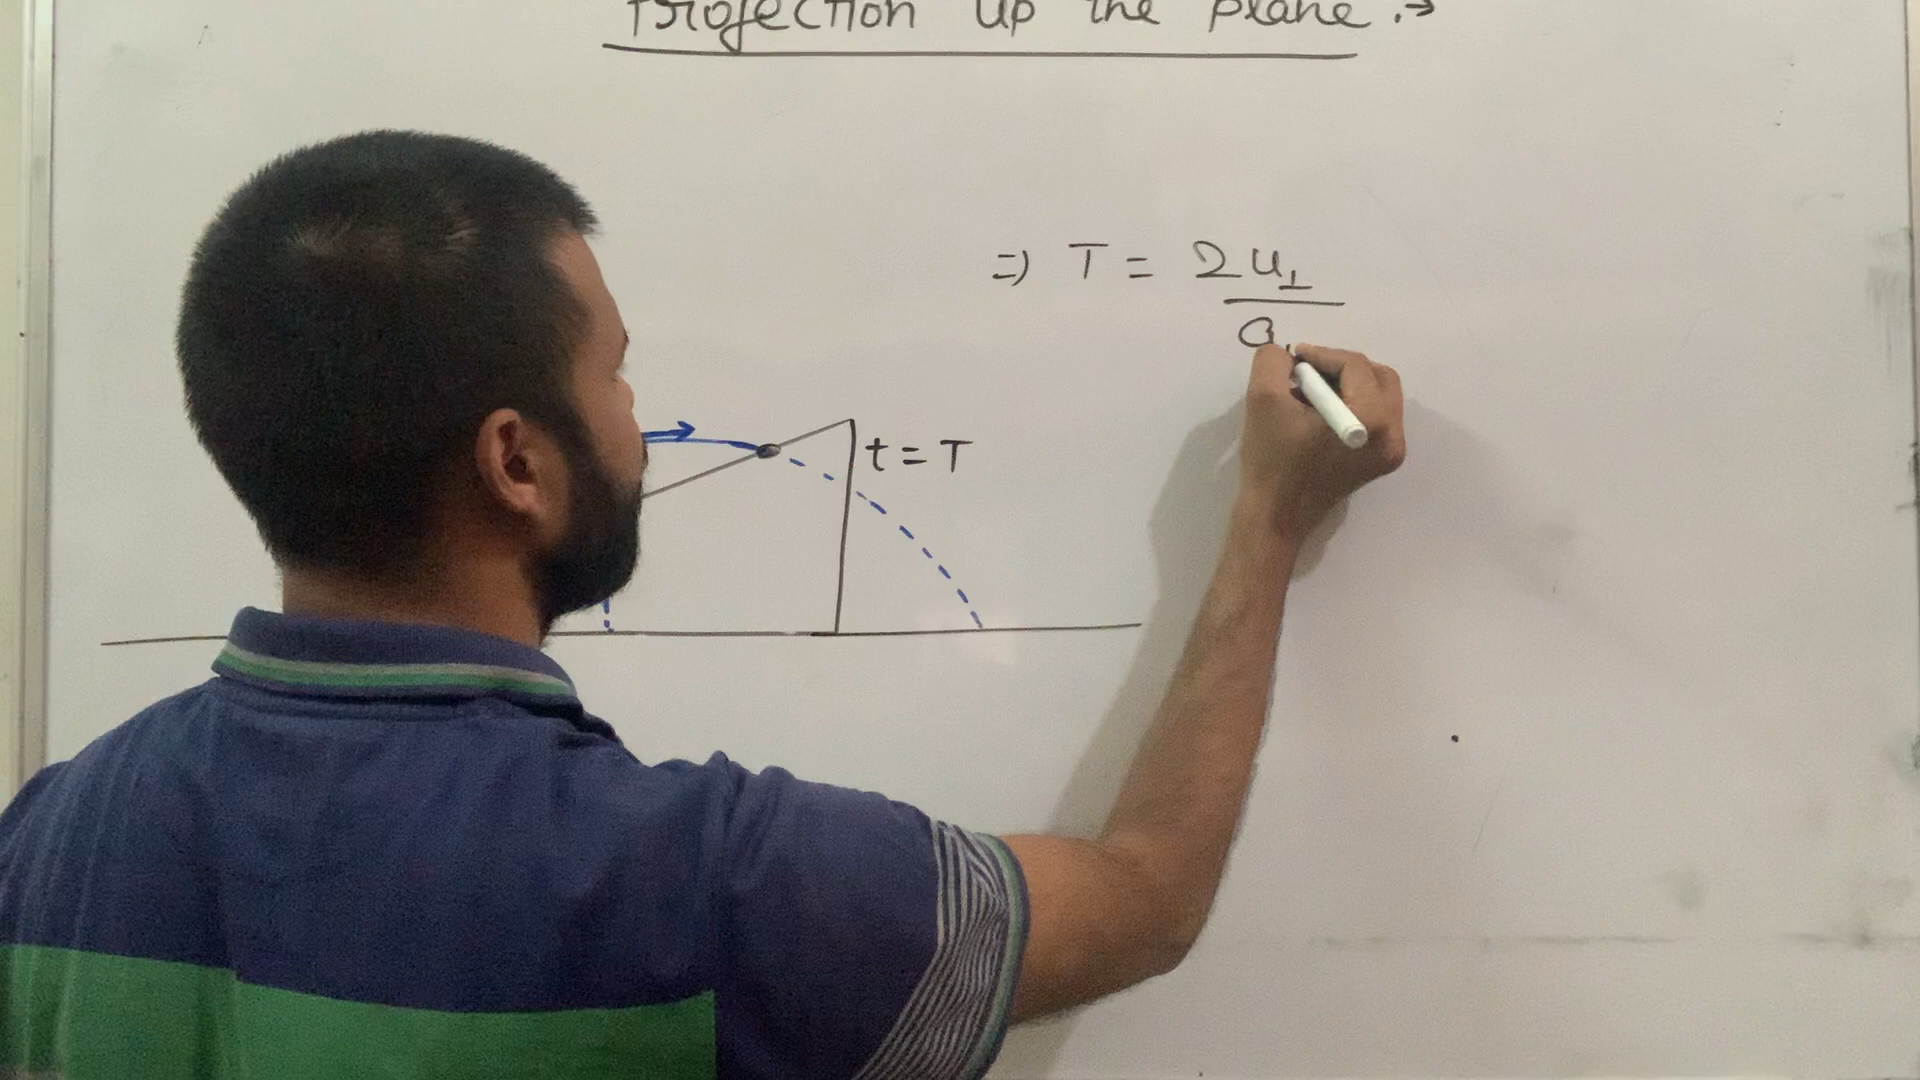 Projection up the plane :→
=) T = 2u⊥
a
t = T